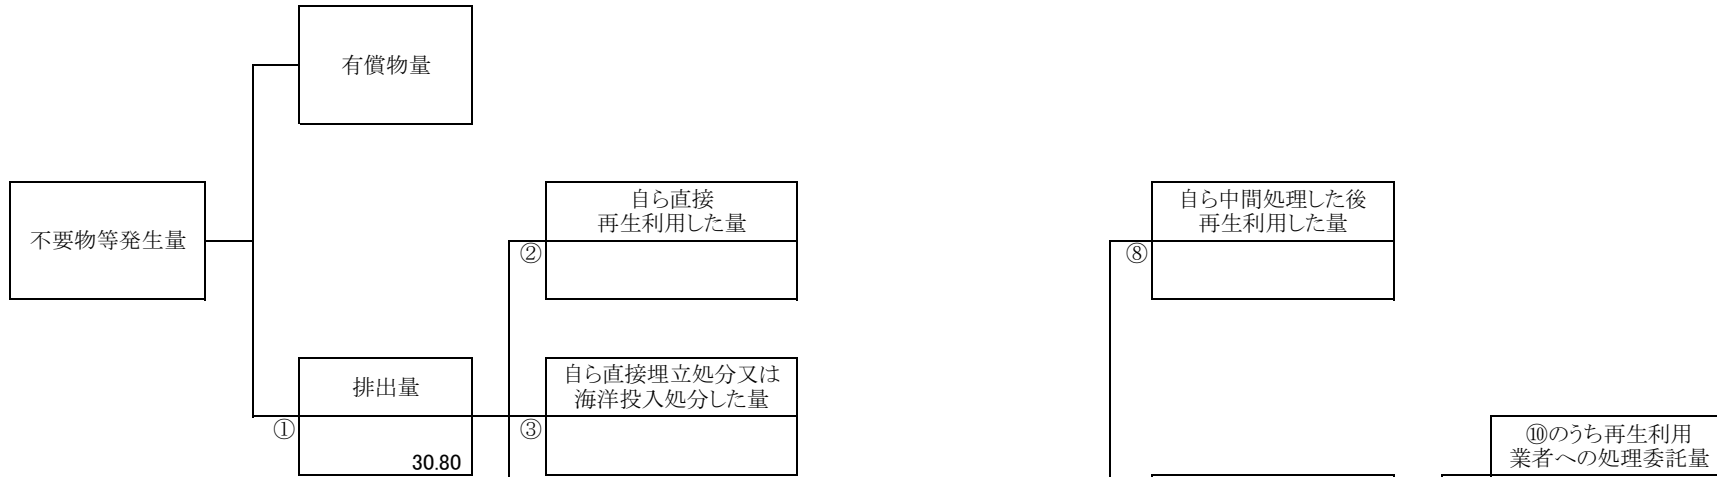 有償物量
不要物等発生量
自ら直接
再生利用した量
②
自ら中間処理した後
再生利用した量
⑧
排出量
①
30.80
自ら直接埋立処分又は
海洋投入処分した量
③
⑩のうち再生利用
業者への処理委託量